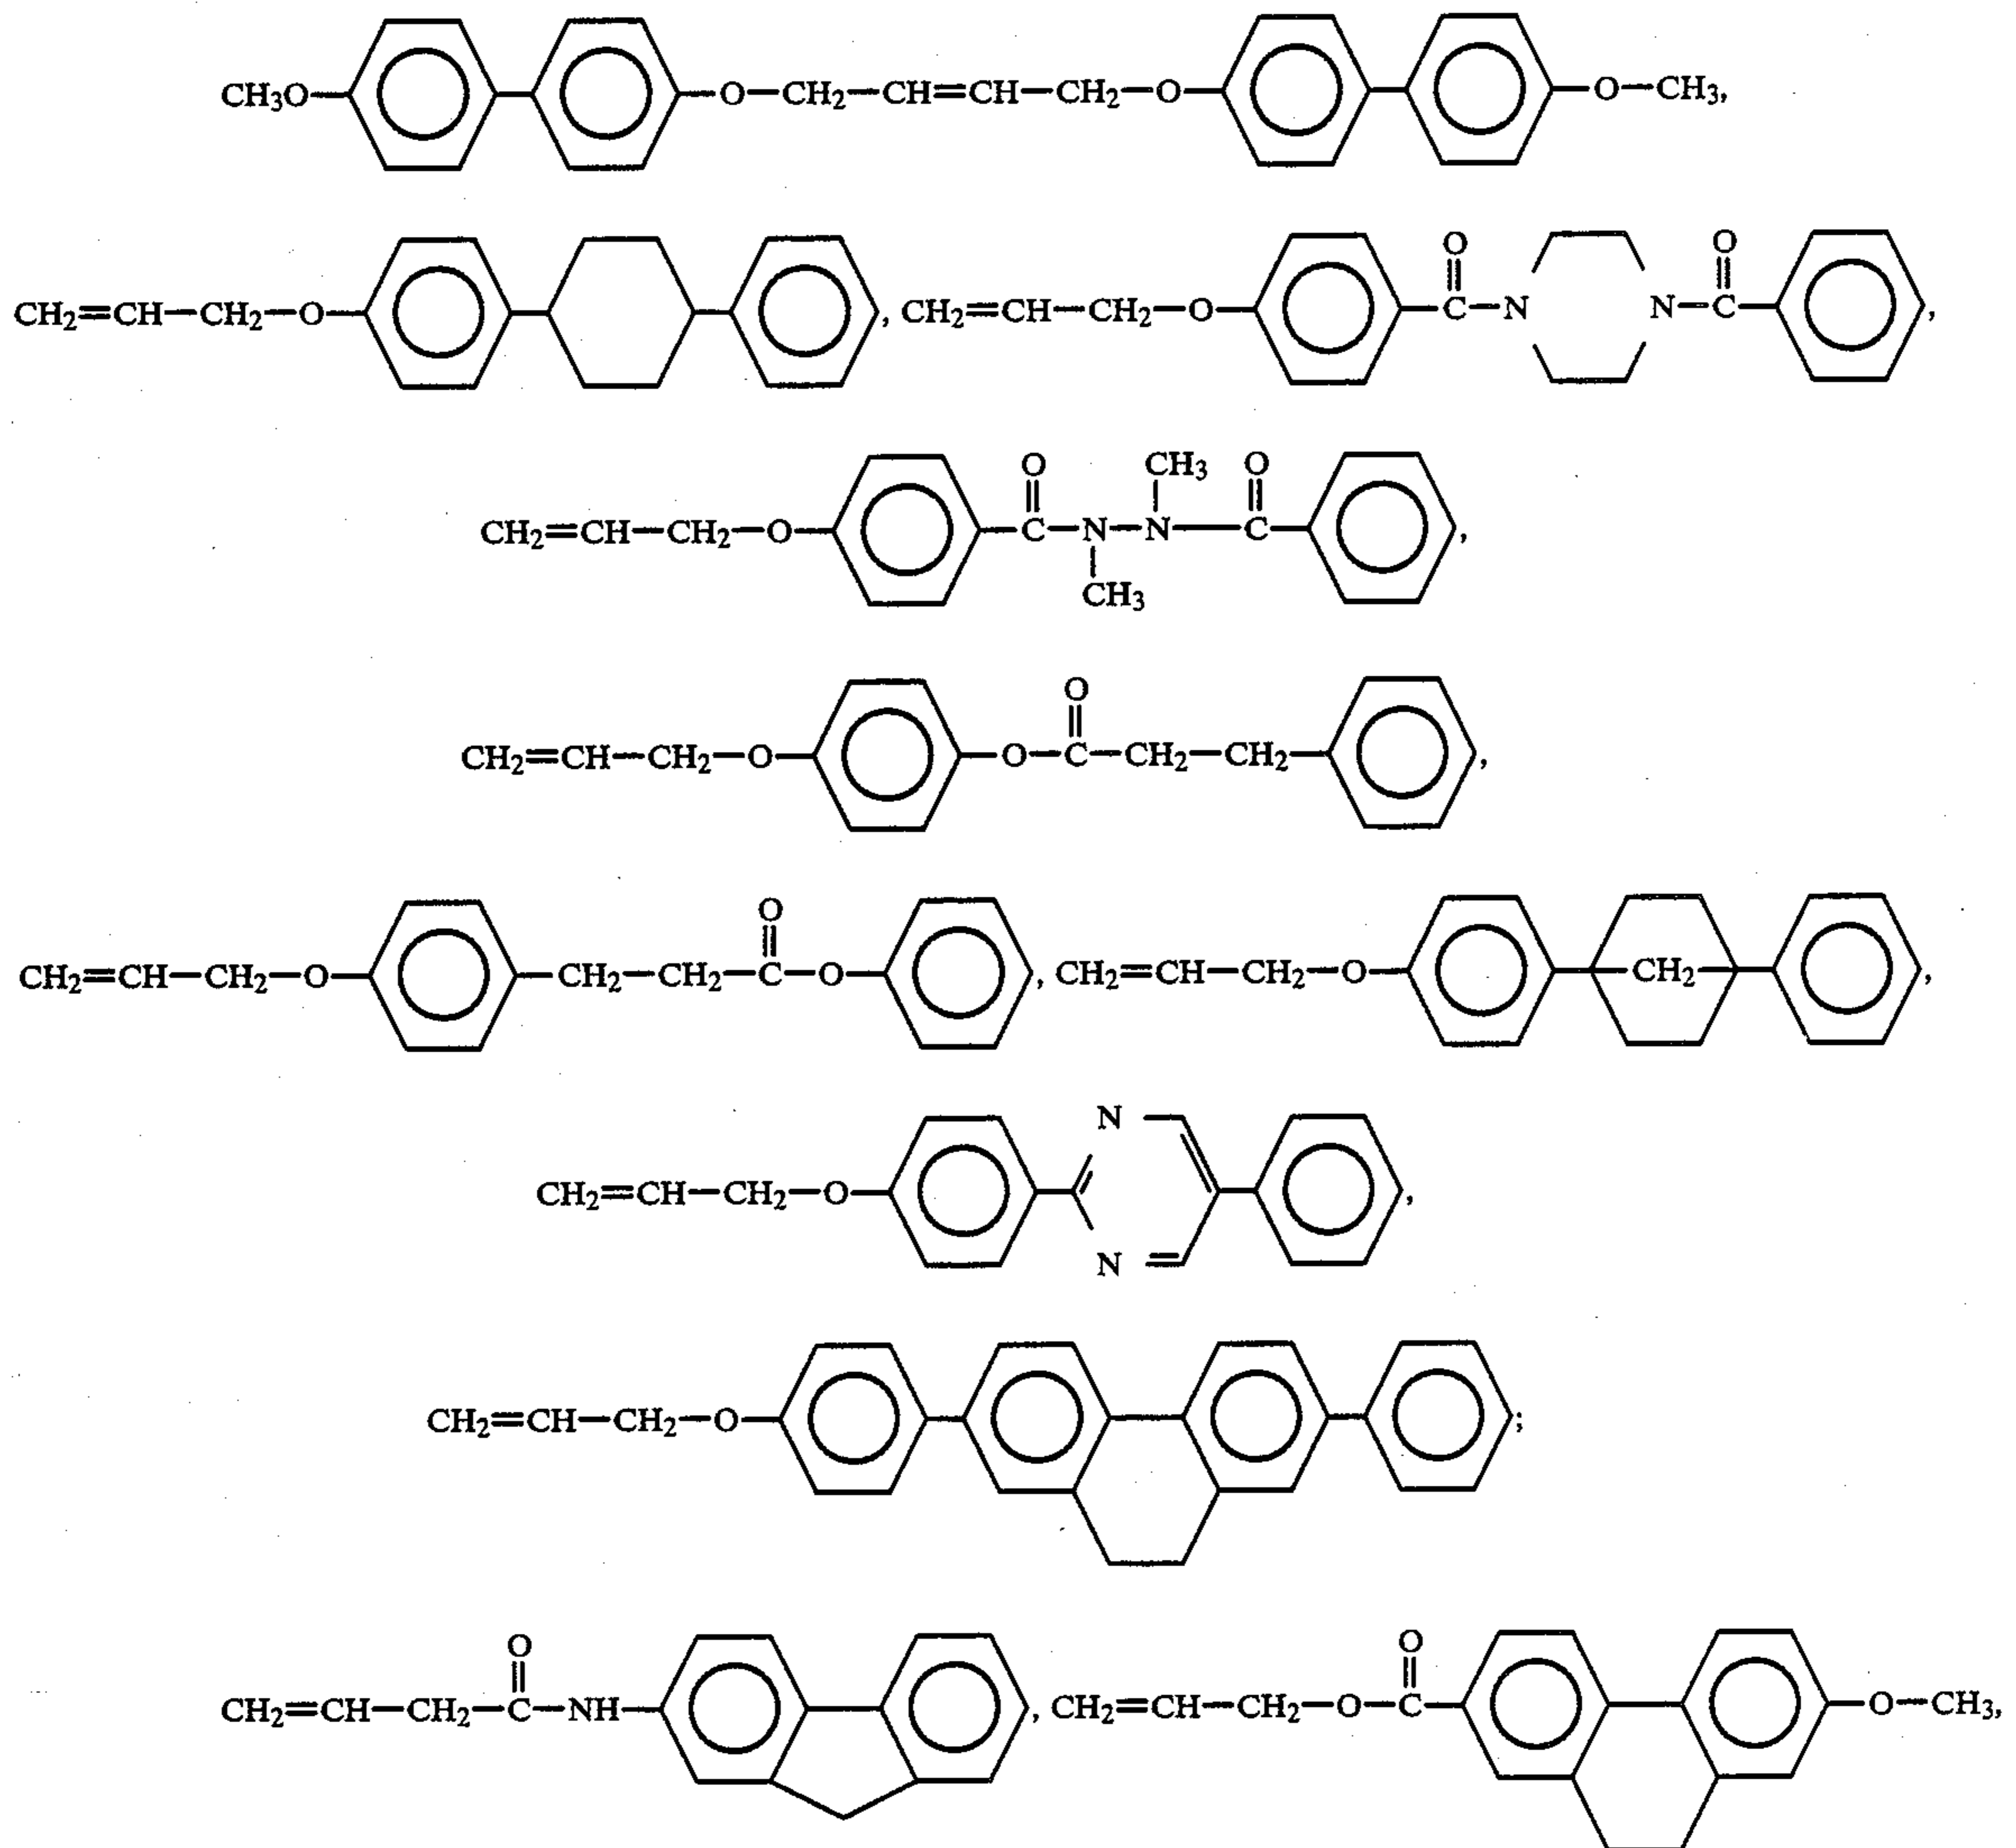 CH3O O—CH2—CH=CH—CH2—O O—CH3,
CH2=CH—CH2—O , CH2=CH—CH2—O O C—N N—C O ,
CH2=CH—CH2—O O C—N—N CH3 CH3 C O ,
CH2=CH—CH2—O O—C O —CH2—CH2 ,
CH2=CH—CH2—O CH2—CH2—C O —O , CH2=CH—CH2—O CH2 ,
CH2=CH—CH2—O N N ,
CH2=CH—CH2—O ;
CH2=CH—CH2—C O —NH , CH2=CH—CH2—O—C O O—CH3,